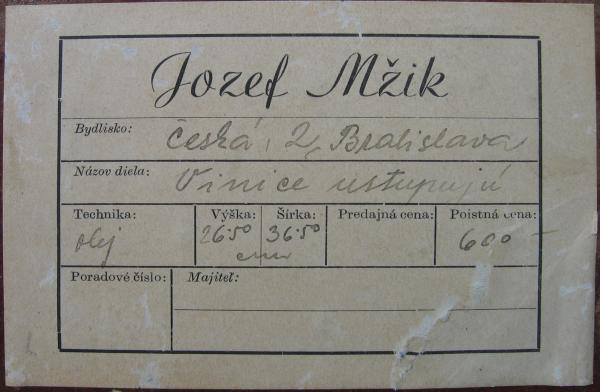 Jozef Mžik
Bydlisko: Česká, 2, Bratislava
Názov diela: Vinice ustupujú
Technika: Výška: Šírka: Predajná cena: Poistná cena:
olej 26·50 36·50 600 -
cm
Poradové číslo: Majiteľ: